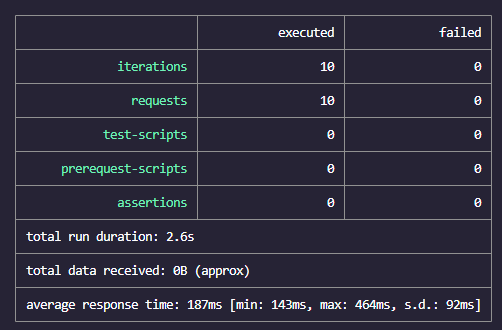 executed failed
iterations 10 0
requests 10 0
test-scripts 0 0
prerequest-scripts 0 0
assertions 0 0
total run duration: 2.6s
total data received: 0B (approx)
average response time: 187ms [min: 143ms, max: 464ms, s.d.: 92ms]